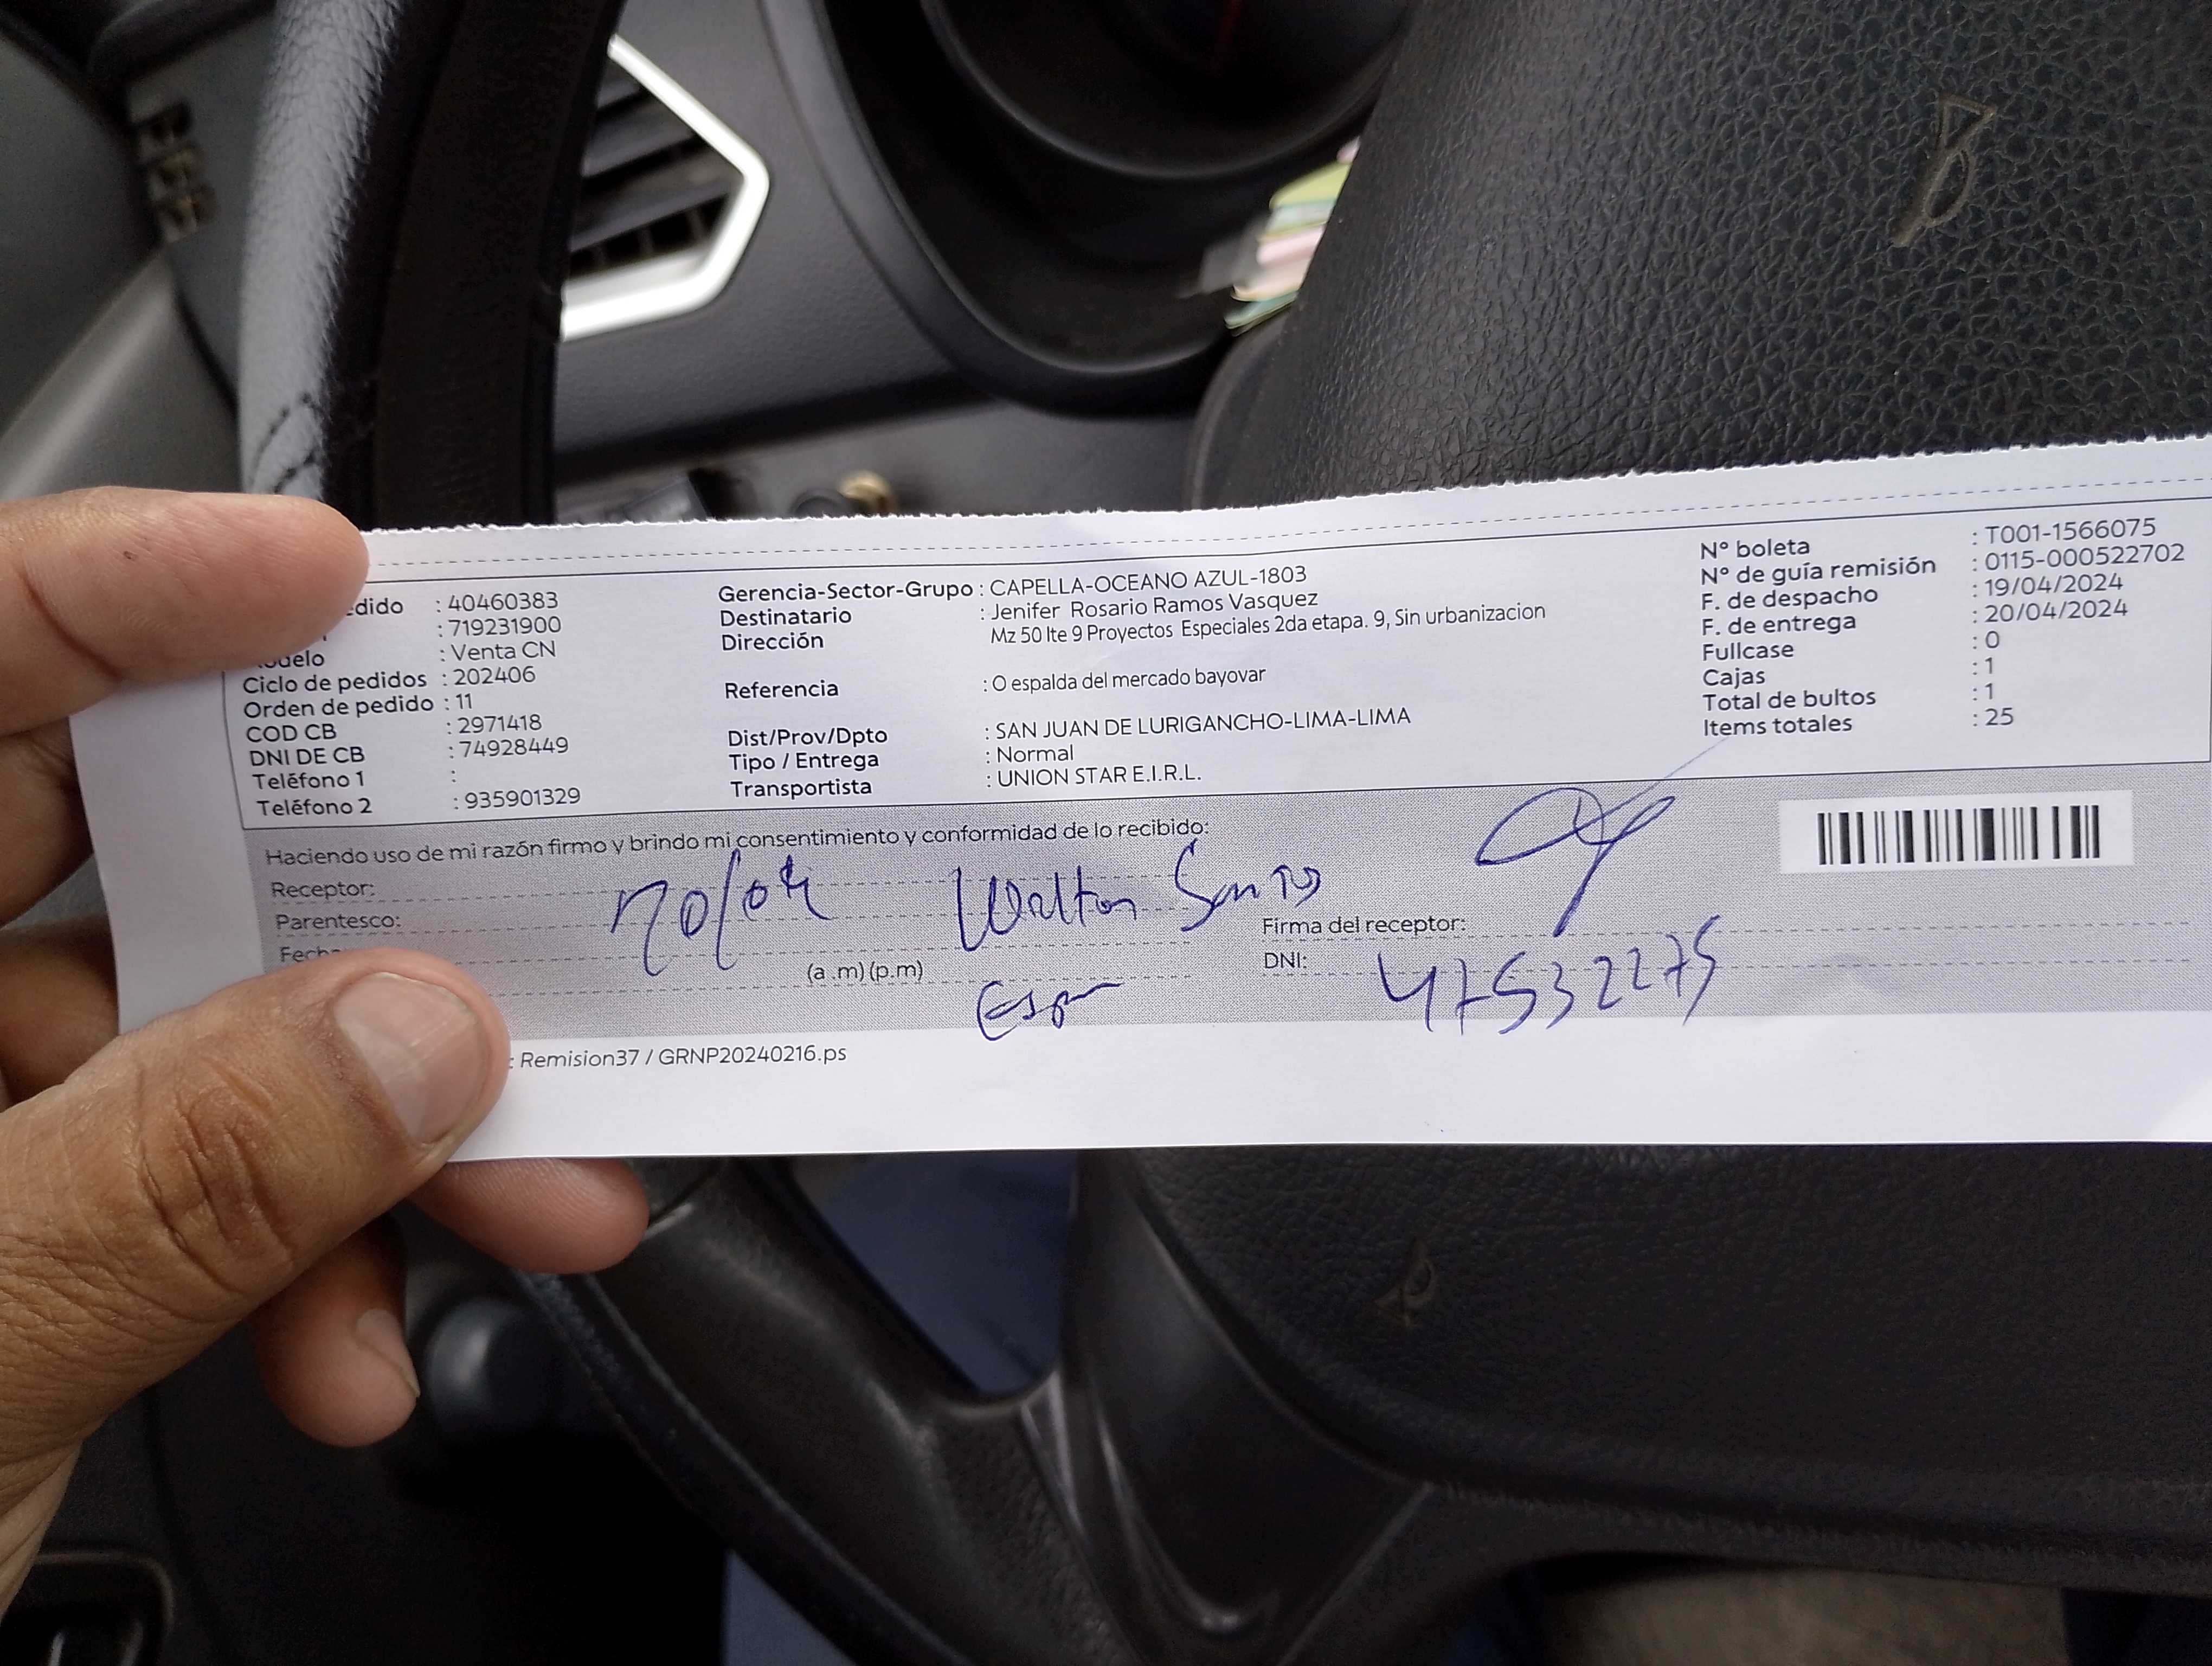 edido : 40460383
: 719231900
Modelo : Venta CN
Ciclo de pedidos : 202406
Orden de pedido : 11
COD CB : 2971418
DNI DE CB : 74928449
Teléfono 1 :
Teléfono 2 : 935901329
Gerencia-Sector-Grupo : CAPELLA-OCEANO AZUL-1803
Destinatario : Jenifer Rosario Ramos Vasquez
Dirección Mz 50 lte 9 Proyectos Especiales 2da etapa. 9, Sin urbanizacion
Referencia : O espalda del mercado bayovar
Dist/Prov/Dpto : SAN JUAN DE LURIGANCHO-LIMA-LIMA
Tipo / Entrega : Normal
Transportista : UNION STAR E.I.R.L.
N° boleta : T001-1566075
N° de guía remisión : 0115-000522702
F. de despacho : 19/04/2024
F. de entrega : 20/04/2024
Fullcase : 0
Cajas : 1
Total de bultos : 1
Items totales : 25
Haciendo uso de mi razón firmo y brindo mi consentimiento y conformidad de lo recibido:
Receptor: Walton
Parentesco:
Fecha
(a .m) (p.m)
Firma del receptor:
DNI: 47532275
: Remision37 / GRNP20240216.ps